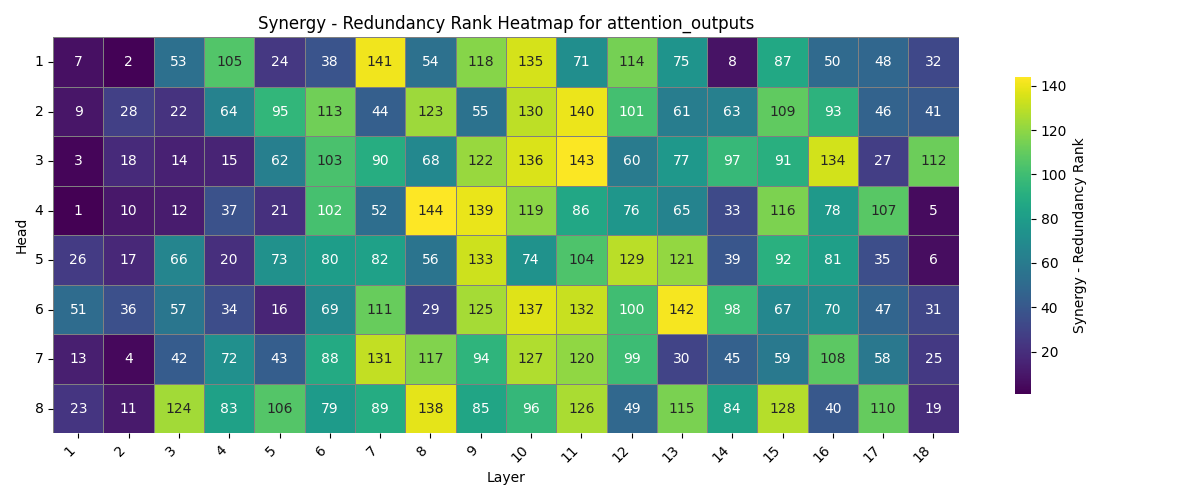 Synergy - Redundancy Rank Heatmap for attention_outputs
1 7 2 53 105 24 38 141 54 118 135 71 114 75 8 87 50 48 32
2 9 28 22 64 95 113 44 123 55 130 140 101 61 63 109 93 46 41
3 3 18 14 15 62 103 90 68 122 136 143 60 77 97 91 134 27 112
4 1 10 12 37 21 102 52 144 139 119 86 76 65 33 116 78 107 5
5 26 17 66 20 73 80 82 56 133 74 104 129 121 39 92 81 35 6
6 51 36 57 34 16 69 111 29 125 137 132 100 142 98 67 70 47 31
7 13 4 42 72 43 88 131 117 94 127 120 99 30 45 59 108 58 25
8 23 11 124 83 106 79 89 138 85 96 126 49 115 84 128 40 110 19
1 2 3 4 5 6 7 8 9 10 11 12 13 14 15 16 17 18
Layer
Head
140
120
100
80
60
40
20
Synergy - Redundancy Rank